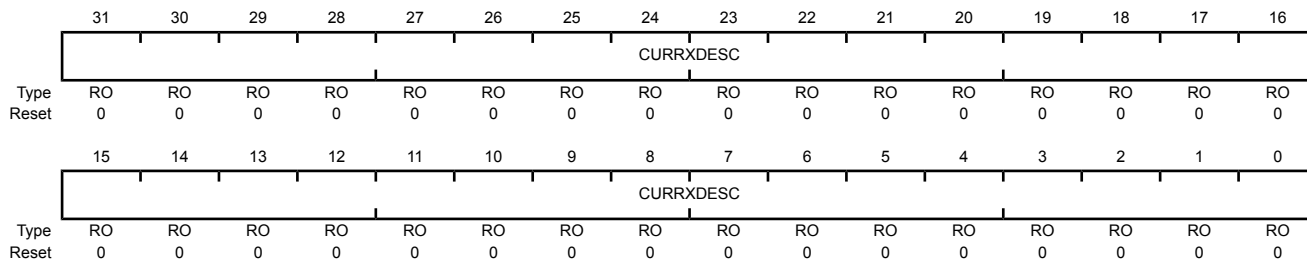 31 30 29 28 27 26 25 24 23 22 21 20 19 18 17 16
CURRXDESC
Type RO RO RO RO RO RO RO RO RO RO RO RO RO RO RO RO
Reset 0 0 0 0 0 0 0 0 0 0 0 0 0 0 0 0
15 14 13 12 11 10 9 8 7 6 5 4 3 2 1 0
CURRXDESC
Type RO RO RO RO RO RO RO RO RO RO RO RO RO RO RO RO
Reset 0 0 0 0 0 0 0 0 0 0 0 0 0 0 0 0